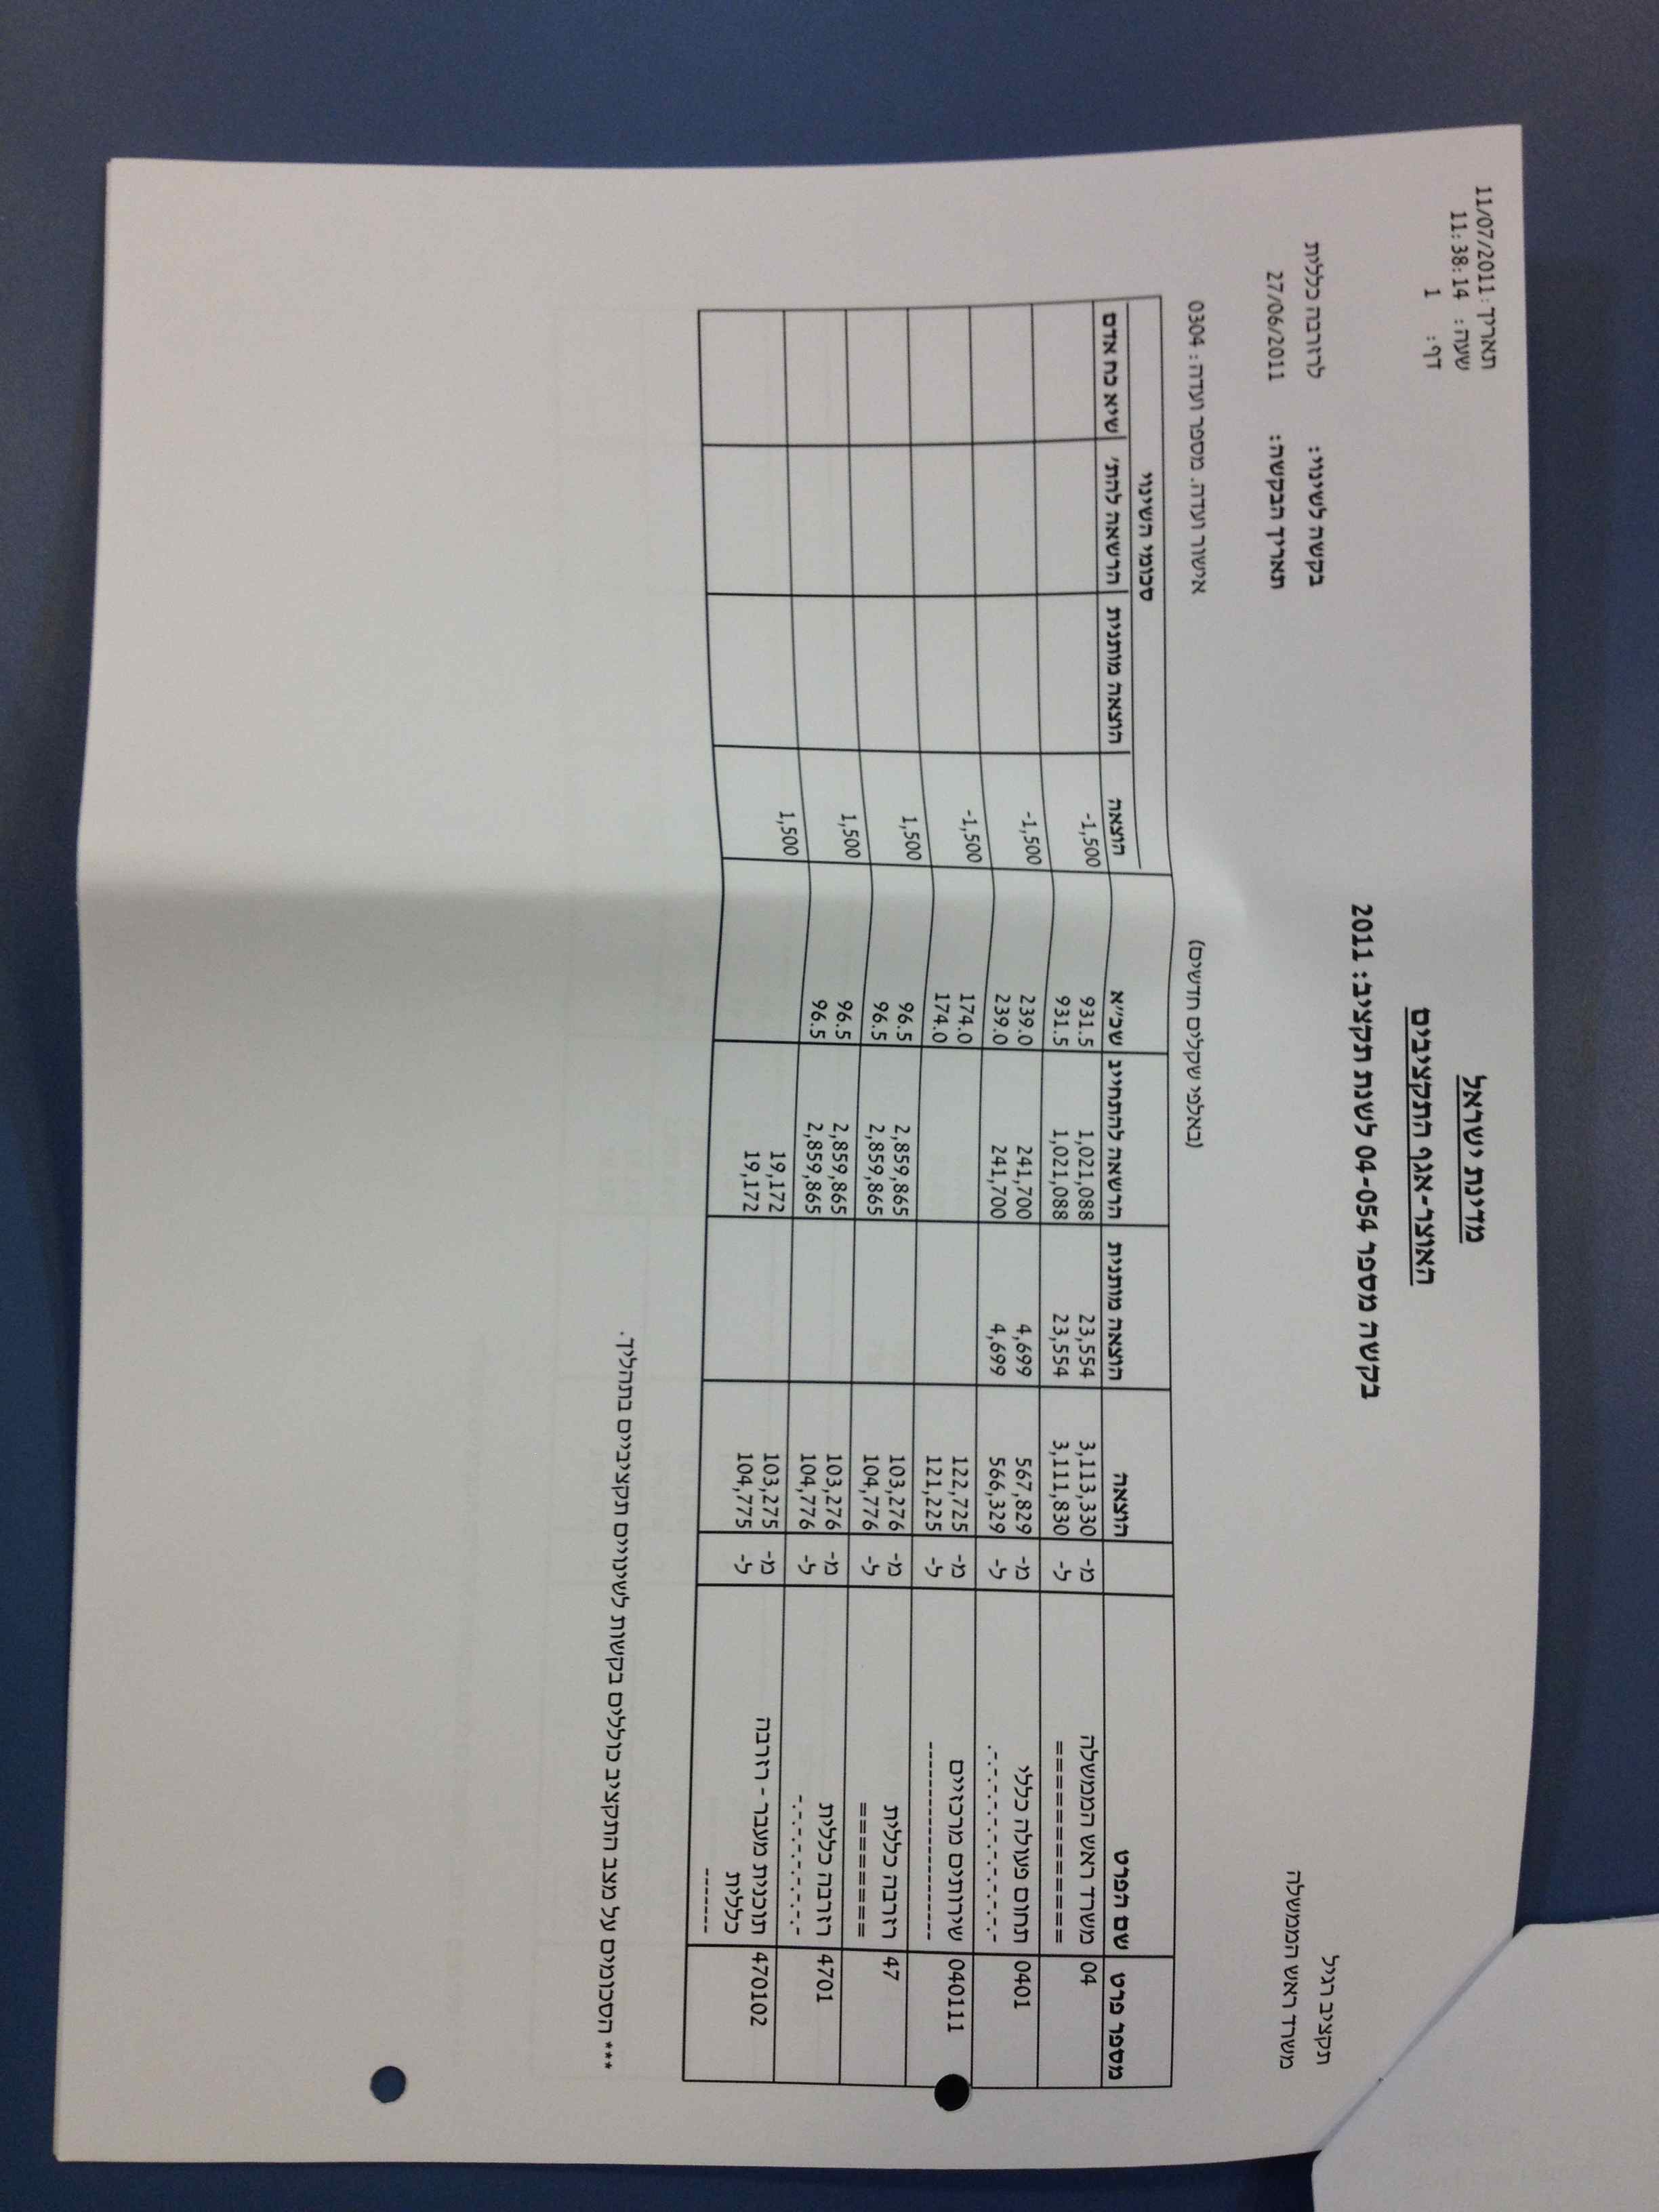 תאריך: 11/07/2011
שעה: 11:38:14
דף: 1
מדינת ישראל
האוצר-אגף התקציבים
בקשה מספר 04-054 לשנת תקציב: 2011
תקציב רגיל
משרד ראש הממשלה
בקשה לשינוי: לרזרבה כללית
תאריך הבקשה: 27/06/2011
(באלפי שקלים חדשים)
אישור ועדה. מספר ועדה: 0304
סכומי השינוי
מספר פרט שם הפרט הוצאה הוצאה מותנית הרשאה להתחייב שכ״א הוצאה הוצאה מותנית הרשאה להת׳ שיא כח אדם
04 משרד ראש הממשלה מ- 3,113,330 23,554 1,021,088 931.5 -1,500
============ ל- 3,111,830 23,554 1,021,088 931.5
0401 תחום פעולה כללי מ- 567,829 4,699 241,700 239.0 -1,500
-.-.-.-.-.-.-.-. ל- 566,329 4,699 241,700 239.0
040111 שירותים מרכזיים מ- 122,725 174.0 -1,500
---------------- ל- 121,225 174.0
47 רזרבה כללית מ- 103,276 2,859,865 96.5 1,500
======== ל- 104,776 2,859,865 96.5
4701 רזרבה כללית מ- 103,276 2,859,865 96.5 1,500
-.-.-.-.-.-.- ל- 104,776 2,859,865 96.5
470102 תוכנית מעבר - רזרבה מ- 103,275 19,172 1,500
כללית ל- 104,775 19,172
-------
*** הסכומים על מצב התקציב כוללים בקשות לשינויים תקציביים בתהליך.